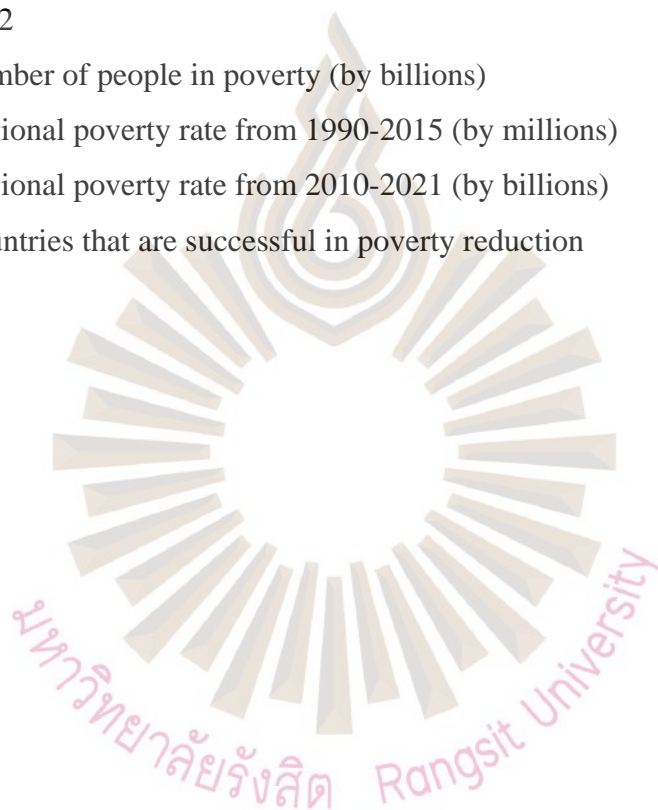 2
mber of people in poverty (by billions)
ional poverty rate from 1990-2015 (by millions)
ional poverty rate from 2010-2021 (by billions)
untries that are successful in poverty reduction
มหาวิทยาลัยรังสิต Rangsit University